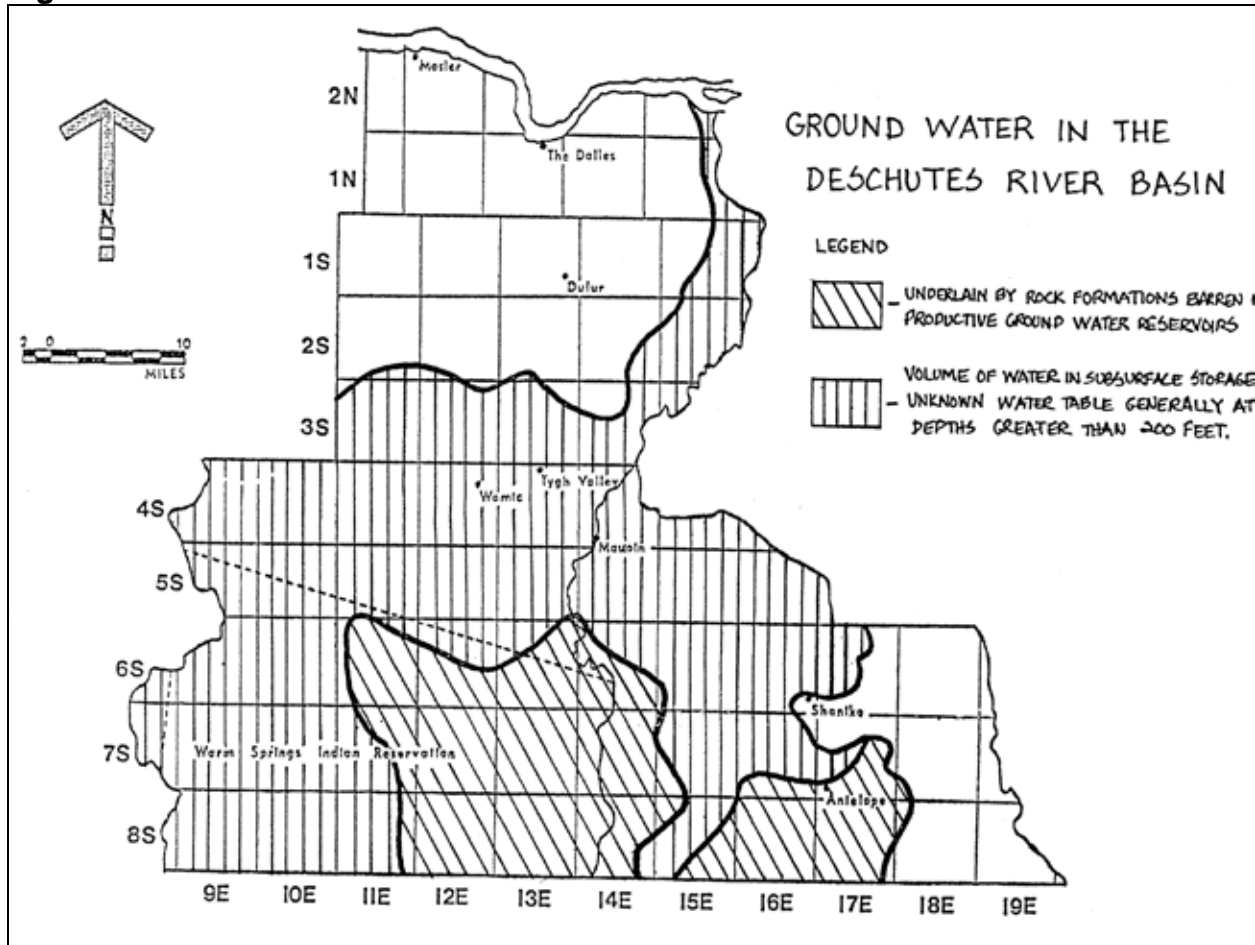 GROUND WATER IN THE
DESCHUTES RIVER BASIN
LEGEND
UNDERLAIN BY ROCK FORMATIONS BARREN
PRODUCTIVE GROUND WATER RESERVOIRS
VOLUME OF WATER IN SUBSURFACE STORAGE
UNKNOWN WATER TABLE GENERALLY AT
DEPTHS GREATER THAN 200 FEET.
N
2 0 10
MILES
2N
1N
1S
2S
3S
4S
5S
6S
7S
8S
Mosier
The Dalles
Dufur
Tygh Valley
Wamic
Maupin
Shaniko
Warm Springs Indian Reservation
Antelope
9E 10E 11E 12E 13E 14E 15E 16E 17E 18E 19E